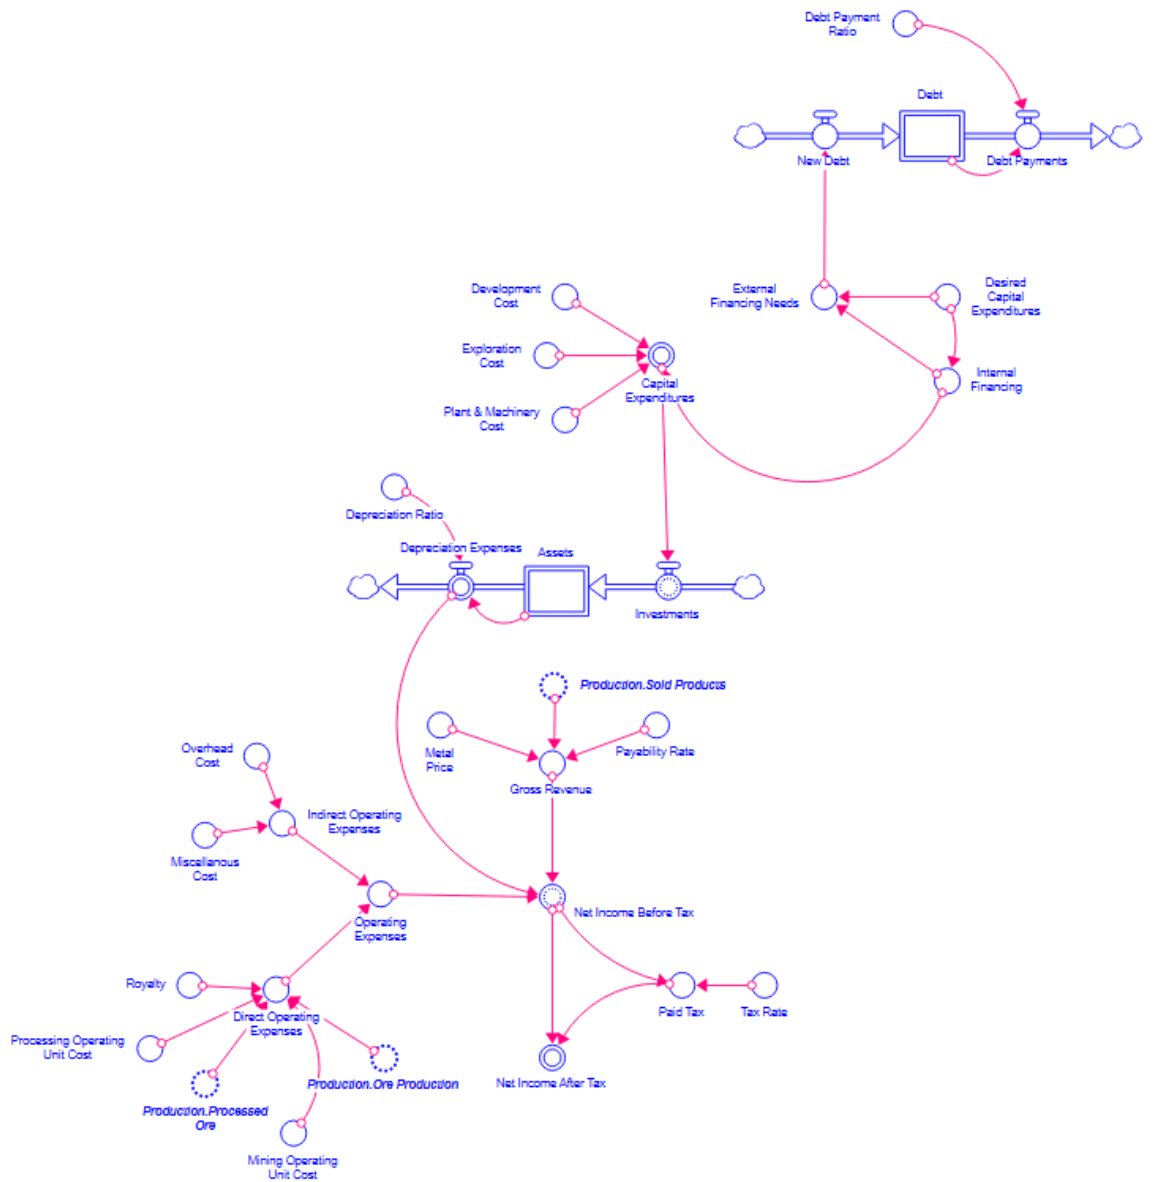 Debt Payment
Ratio
Debt
New Debt
Debt Payments
Development
Cost
External
Financing Needs
Desired
Capital
Expenditures
Exploration
Cost
Capital
Expenditures
Internal
Financing
Plant & Machinery
Cost
Depreciation Ratio
Depreciation Expenses
Assets
Investments
Production.Sold Products
Metal
Price
Payability Rate
Overhead
Cost
Gross Revenue
Indirect Operating
Expenses
Miscellanous
Cost
Net Income Before Tax
Operating
Expenses
Royalty
Direct Operating
Expenses
Paid Tax
Tax Rate
Processing Operating
Unit Cost
Production.Ore Production
Net Income After Tax
Production.Processed
Ore
Mining Operating
Unit Cost